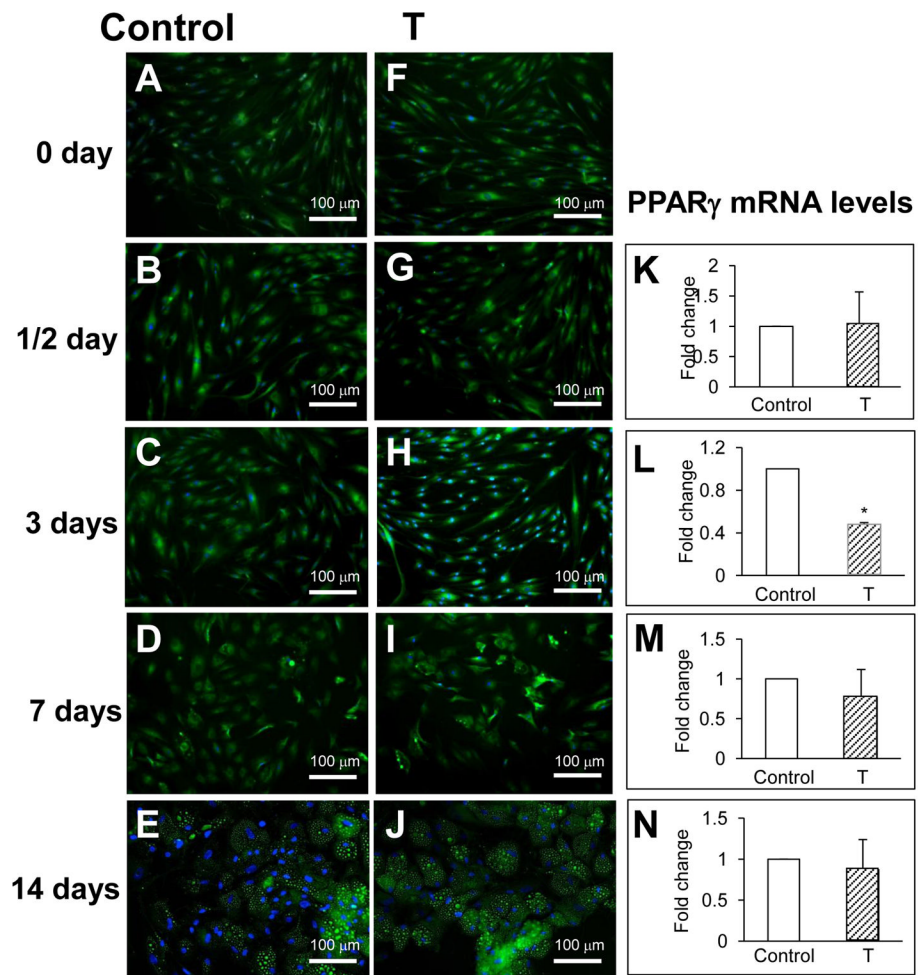 Control T
0 day
A
100 μm
F
100 μm
PPARγ mRNA levels
1/2 day
B
100 μm
G
100 μm
K
Fold change
2
1.5
1
0.5
0
Control T
3 days
C
100 μm
H
100 μm
L
Fold change
1.2
0.8
0.4
0
*
Control T
7 days
D
100 μm
I
100 μm
M
Fold change
1.5
1
0.5
0
Control T
14 days
E
100 μm
J
100 μm
N
Fold change
1.5
1
0.5
0
Control T